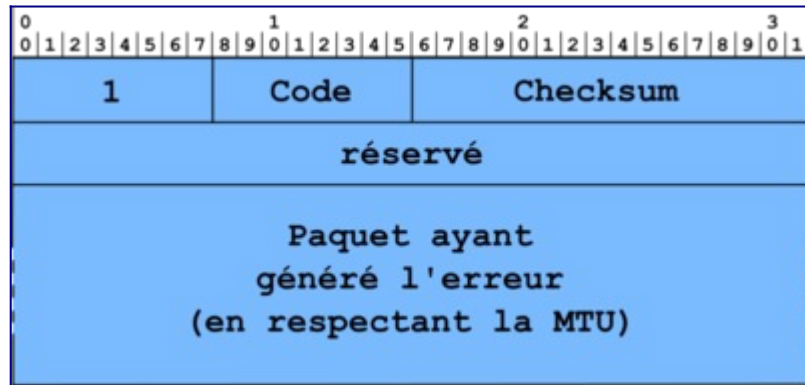 0 1 2 3
0|1|2|3|4|5|6|7|8|9|0|1|2|3|4|5|6|7|8|9|0|1|2|3|4|5|6|7|8|9|0|1
1 Code Checksum
réservé
Paquet ayant
généré l'erreur
(en respectant la MTU)